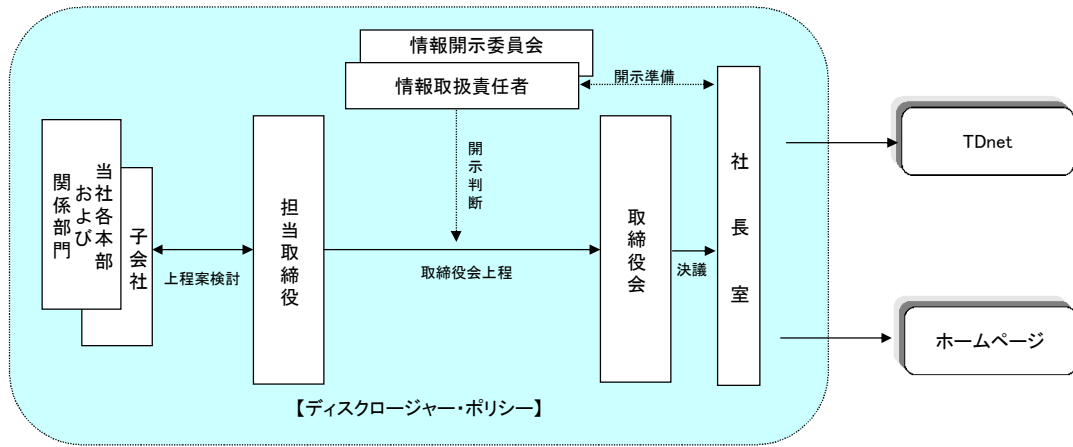 情報開示委員会
情報取扱責任者
開示準備
TDnet
当社各本部
および
関係部門
子会社
上程案検討
担当取締役
開示判断
取締役会上程
取締役会
決議
社長室
ホームページ
【ディスクロージャー・ポリシー】